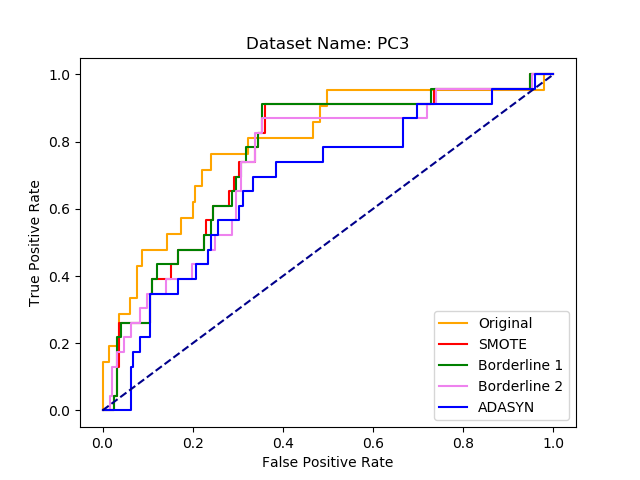 Dataset Name: PC3
True Positive Rate
1.0
0.8
0.6
0.4
0.2
0.0
Original
SMOTE
Borderline 1
Borderline 2
ADASYN
0.0 0.2 0.4 0.6 0.8 1.0
False Positive Rate